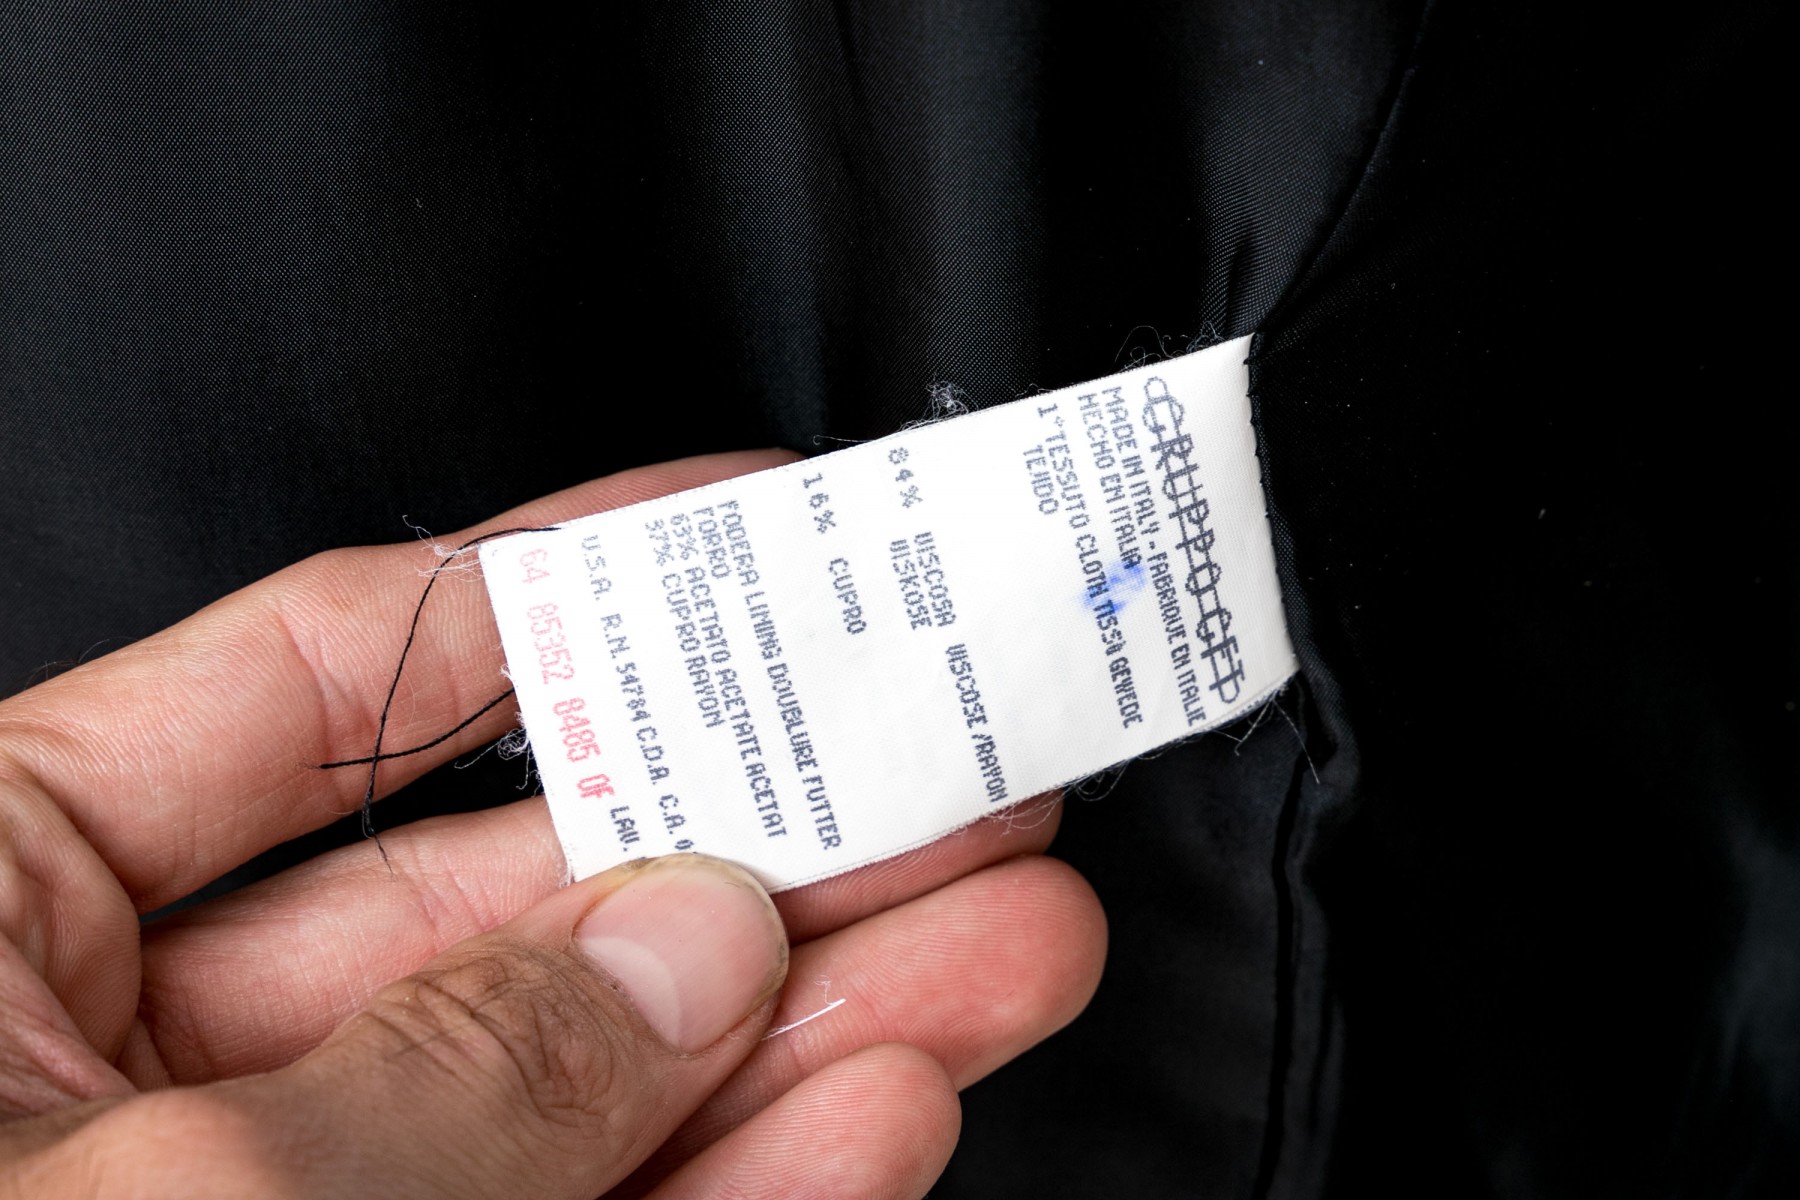 GRUPPO GFT
MADE IN ITALY - FABRIQUE EN ITALIE
HECHO EN ITALIA
1°TESSUTO CLOTH TISSU GEWEDE
TEJIDO
84% VISCOSA VISCOSE /RAYON
VISKOSE
16% CUPRO
FODERA LINING DOUBLURE FUTTER
FORRO
63% ACETATO ACETATE ACETAT
37% CUPRO RAYON
U.S.A. R.N. 54784 C.D.A. C.A. 0
LAV.
64 85352 8485 OF